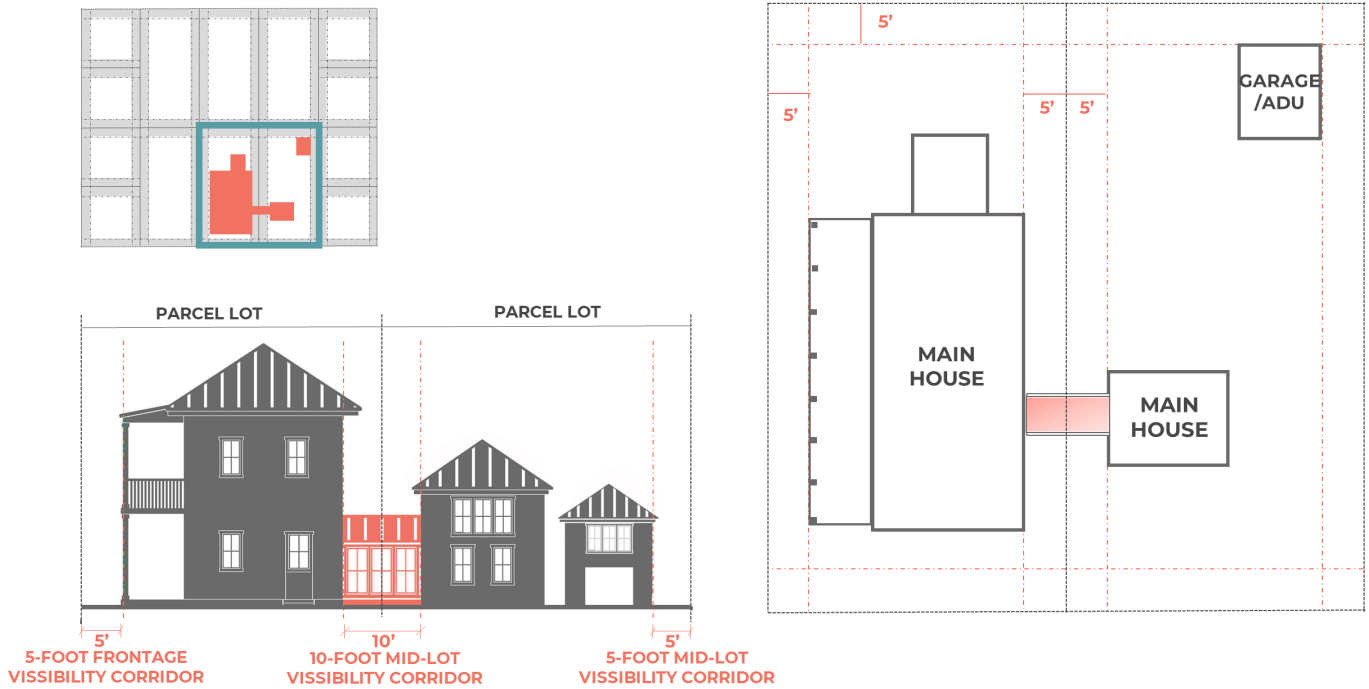 5'
5'
5' 5'
GARAGE
/ADU
MAIN
HOUSE
MAIN
HOUSE
PARCEL LOT
PARCEL LOT
5'
5-FOOT FRONTAGE
VISSIBILITY CORRIDOR
10'
10-FOOT MID-LOT
VISSIBILITY CORRIDOR
5'
5-FOOT MID-LOT
VISSIBILITY CORRIDOR